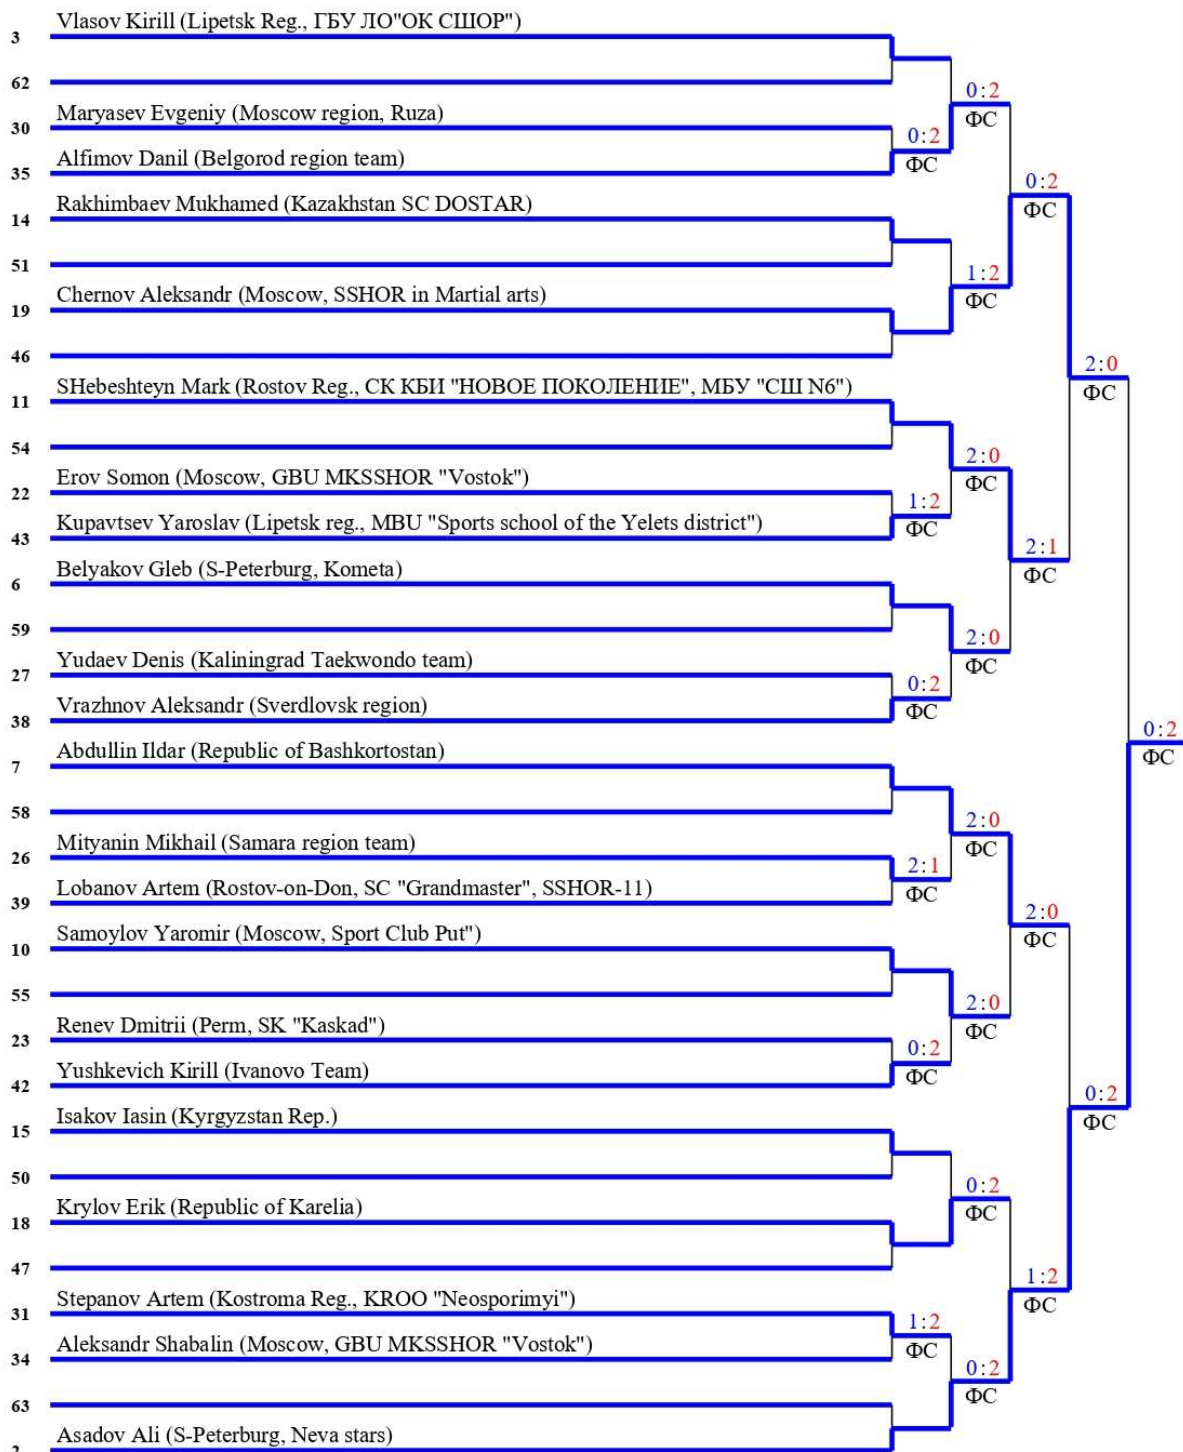 Vlasov Kirill (Lipetsk Reg., ГБУ ЛО"ОК СШОР")
3
62
0:2
Maryasev Evgeniy (Moscow region, Ruza)
ФС
30
0:2
Alfimov Danil (Belgorod region team)
ФС
35
0:2
Rakhimbaev Mukhamed (Kazakhstan SC DOSTAR)
ФС
14
51
1:2
Chernov Aleksandr (Moscow, SSHOR in Martial arts)
ФС
19
46
2:0
SHebeshteyn Mark (Rostov Reg., СК КБИ "НОВОЕ ПОКОЛЕНИЕ", МБУ "СШ N6")
ФС
11
54
2:0
Erov Somon (Moscow, GBU MKSSHOR "Vostok")
ФС
22
1:2
Kupavtsev Yaroslav (Lipetsk reg., MBU "Sports school of the Yelets district")
ФС
43
2:1
Belyakov Gleb (S-Peterburg, Kometa)
ФС
6
59
2:0
Yudaev Denis (Kaliningrad Taekwondo team)
ФС
27
0:2
Vrazhnov Aleksandr (Sverdlovsk region)
ФС
38
0:2
Abdullin Ildar (Republic of Bashkortostan)
ФС
7
58
2:0
Mityanin Mikhail (Samara region team)
ФС
26
2:1
Lobanov Artem (Rostov-on-Don, SC "Grandmaster", SSHOR-11)
ФС
39
2:0
Samoylov Yaromir (Moscow, Sport Club Put")
ФС
10
55
2:0
Renev Dmitrii (Perm, SK "Kaskad")
ФС
23
0:2
Yushkevich Kirill (Ivanovo Team)
ФС
42
0:2
Isakov Iasin (Kyrgyzstan Rep.)
ФС
15
50
0:2
Krylov Erik (Republic of Karelia)
ФС
18
47
1:2
Stepanov Artem (Kostroma Reg., KROO "Neosporimyi")
ФС
31
1:2
Aleksandr Shabalin (Moscow, GBU MKSSHOR "Vostok")
ФС
34
0:2
ФС
63
Asadov Ali (S-Peterburg, Neva stars)
2